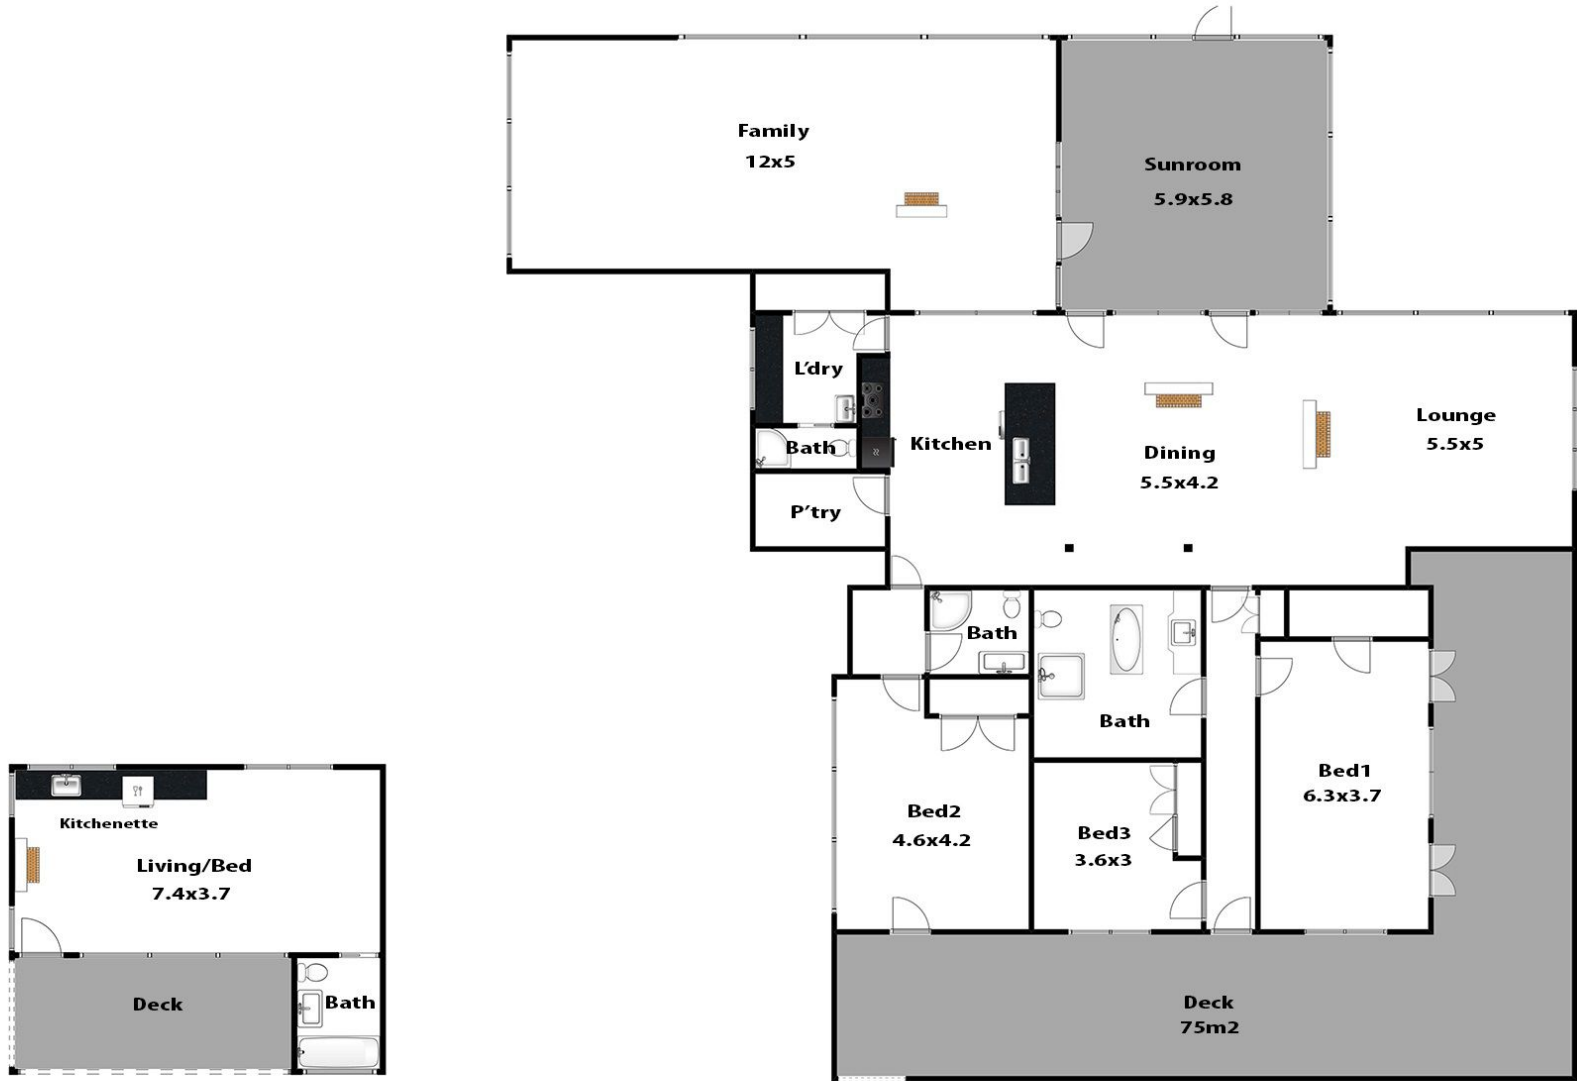 Family
12x5
Sunroom
5.9x5.8
L'dry
Bath
P'try
Kitchen
Dining
5.5x4.2
Lounge
5.5x5
Bath
Bath
Bed1
6.3x3.7
Bed2
4.6x4.2
Bed3
3.6x3
Deck
75m2
Kitchenette
Living/Bed
7.4x3.7
Deck
Bath